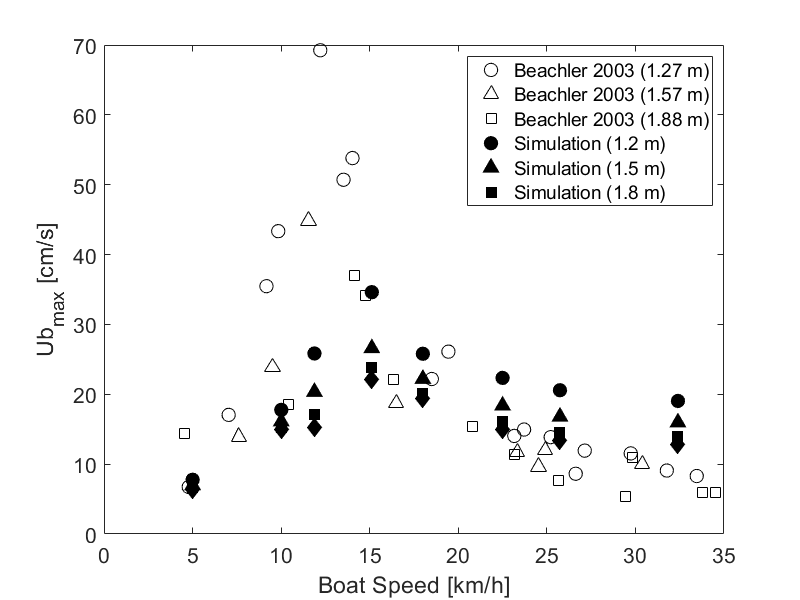 70
60
50
40
30
20
10
0
Ub_max [cm/s]
Beachler 2003 (1.27 m)
Beachler 2003 (1.57 m)
Beachler 2003 (1.88 m)
Simulation (1.2 m)
Simulation (1.5 m)
Simulation (1.8 m)
0 5 10 15 20 25 30 35
Boat Speed [km/h]